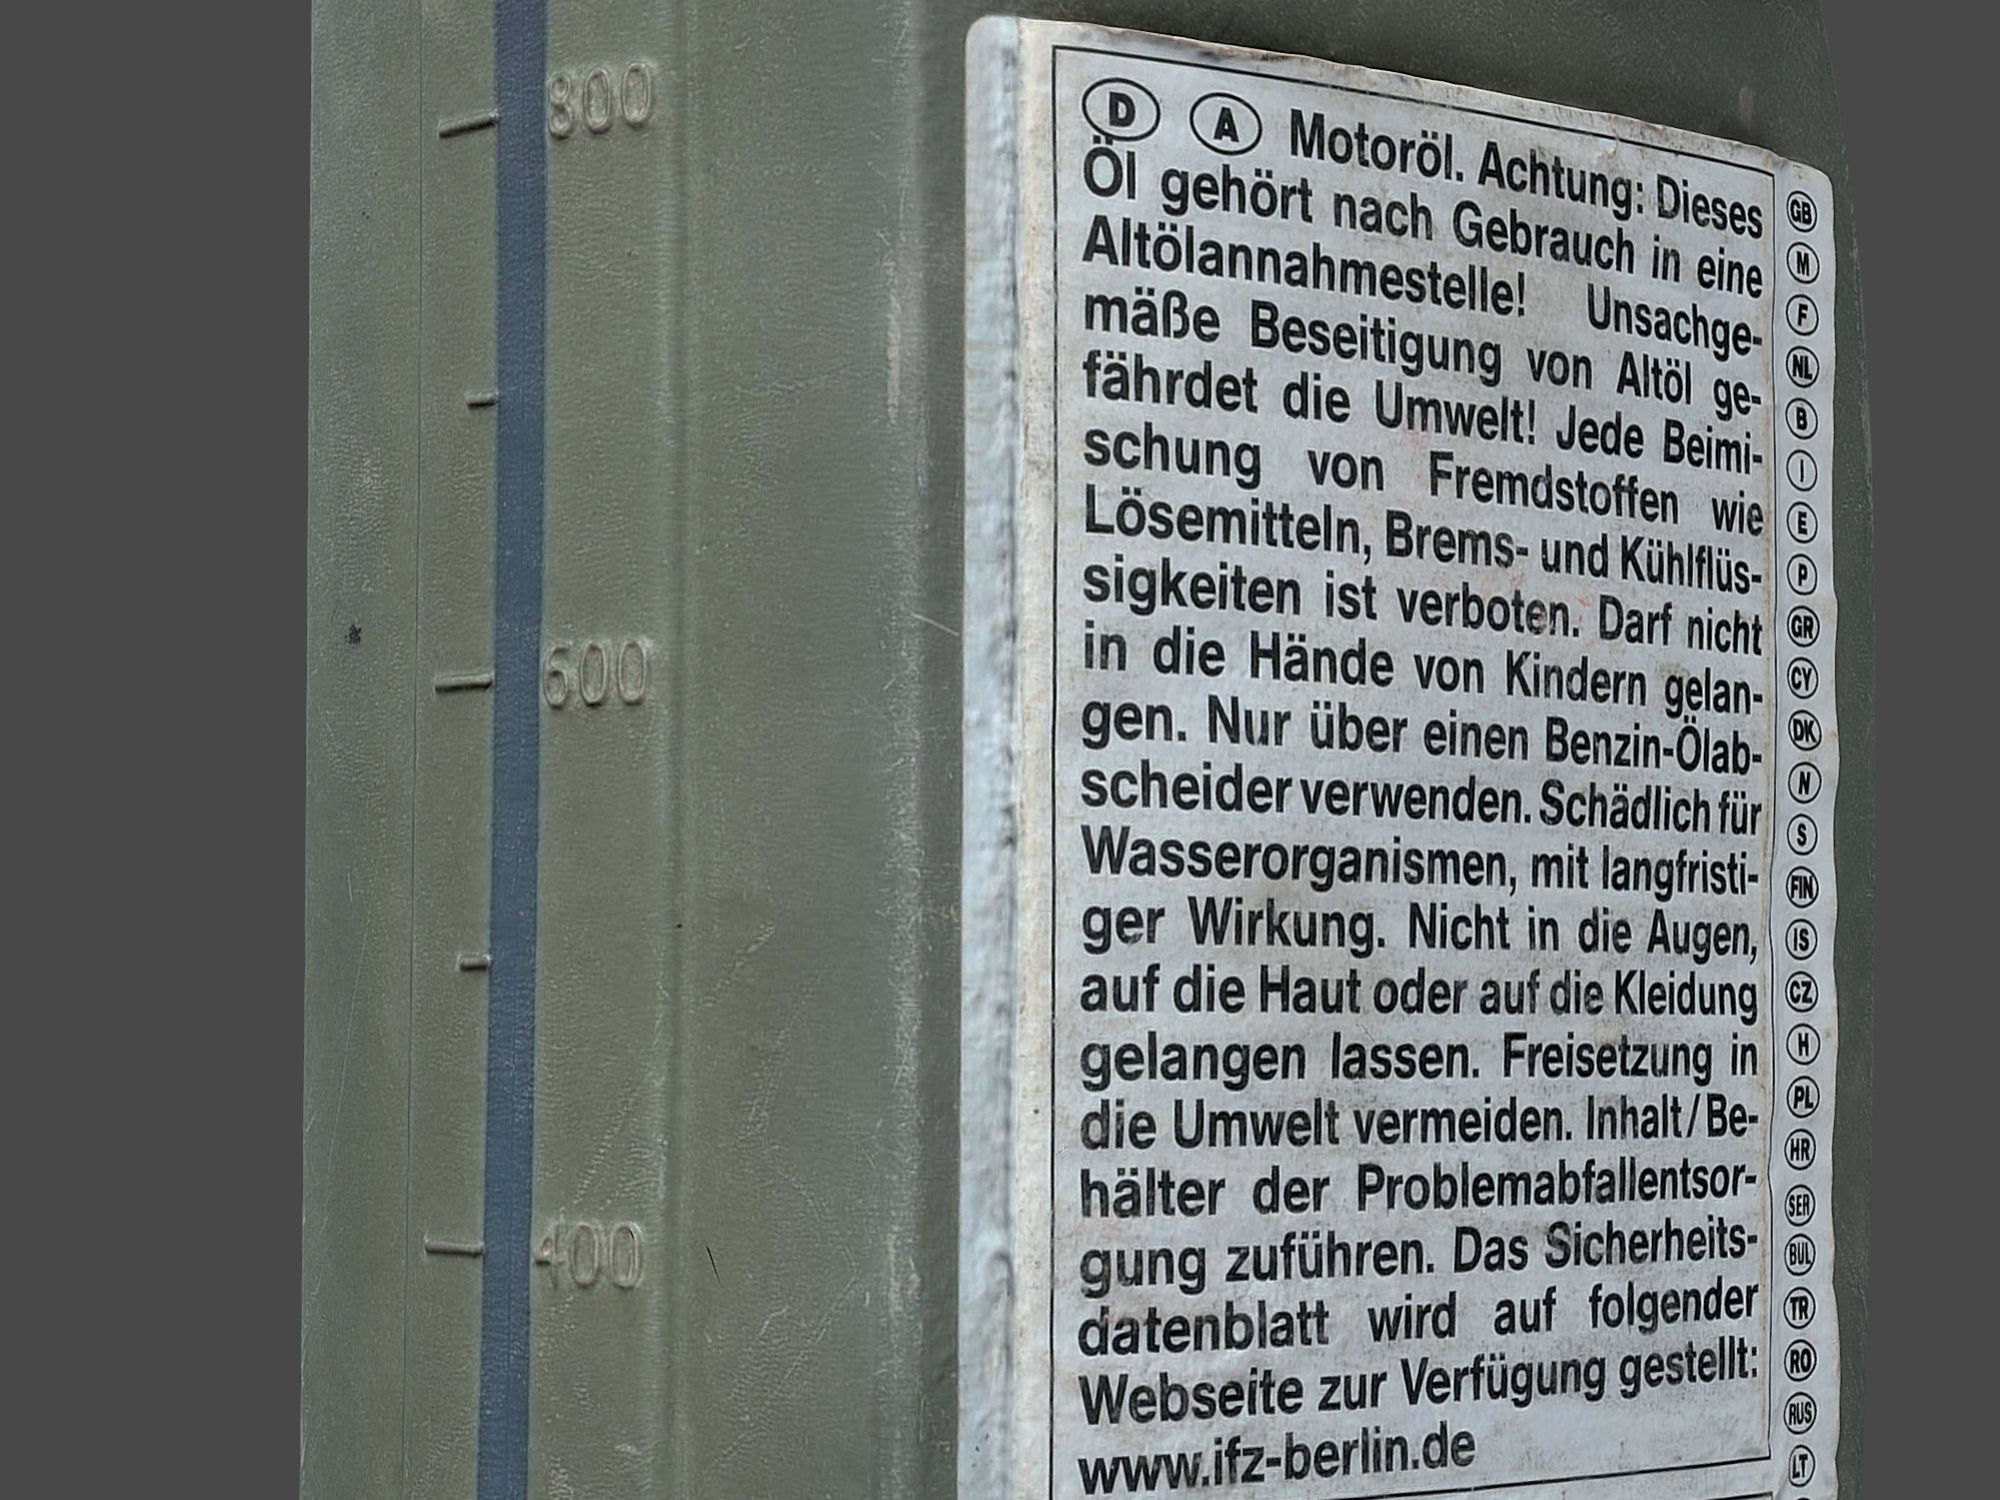 800
600
400
D A Motoröl. Achtung: Dieses
Öl gehört nach Gebrauch in eine
Altölannahmestelle! Unsachge-
mäße Beseitigung von Altöl ge-
fährdet die Umwelt! Jede Beimi-
schung von Fremdstoffen wie
Lösemitteln, Brems- und Kühlflüs-
sigkeiten ist verboten. Darf nicht
in die Hände von Kindern gelan-
gen. Nur über einen Benzin-Ölab-
scheider verwenden. Schädlich für
Wasserorganismen, mit langfristi-
ger Wirkung. Nicht in die Augen,
auf die Haut oder auf die Kleidung
gelangen lassen. Freisetzung in
die Umwelt vermeiden. Inhalt/Be-
hälter der Problemabfallentsor-
gung zuführen. Das Sicherheits-
datenblatt wird auf folgender
Webseite zur Verfügung gestellt:
www.ifz-berlin.de
GB
M
F
NL
B
I
E
P
GR
CY
DK
N
S
FIN
IS
CZ
H
PL
HR
SER
BUL
TR
RO
RUS
LT